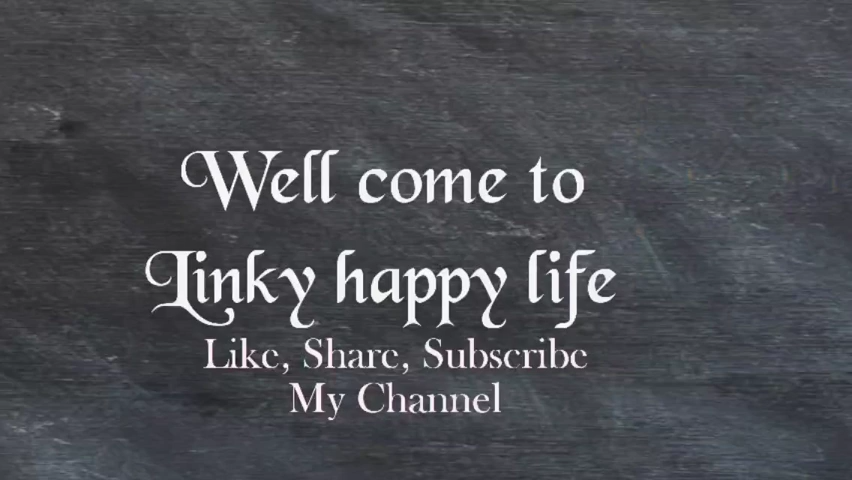 Well come to
Linky happy life
Like, Share, Subscribe
My Channel